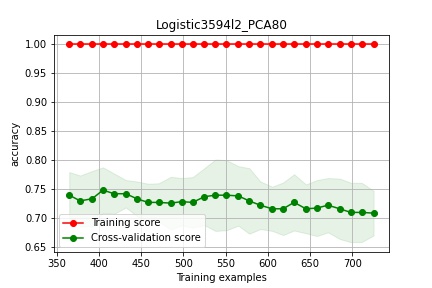 Logistic3594l2_PCA80
1.00
0.95
0.90
0.85
0.80
0.75
0.70
0.65
accuracy
Training score
Cross-validation score
350 400 450 500 550 600 650 700
Training examples